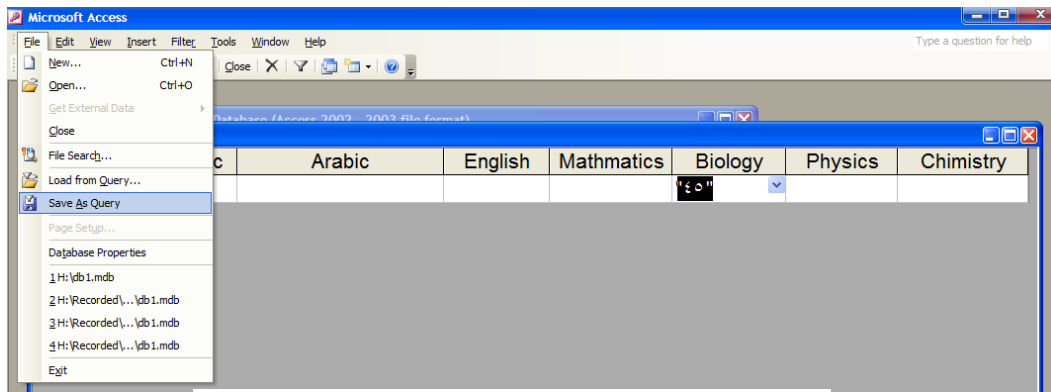 Microsoft Access
File Edit View Insert Filter Tools Window Help
Type a question for help
New... Ctrl+N
Close
Open... Ctrl+O
Get External Data
Database (Access 2002 - 2003 file format)
Close
File Search...
c Arabic English Mathmatics Biology Physics Chimistry
Load from Query...
"٤٥"
Save As Query
Page Setup...
Database Properties
1 H:\db1.mdb
2 H:\Recorded\...\db1.mdb
3 H:\Recorded\...\db1.mdb
4 H:\Recorded\...\db1.mdb
Exit